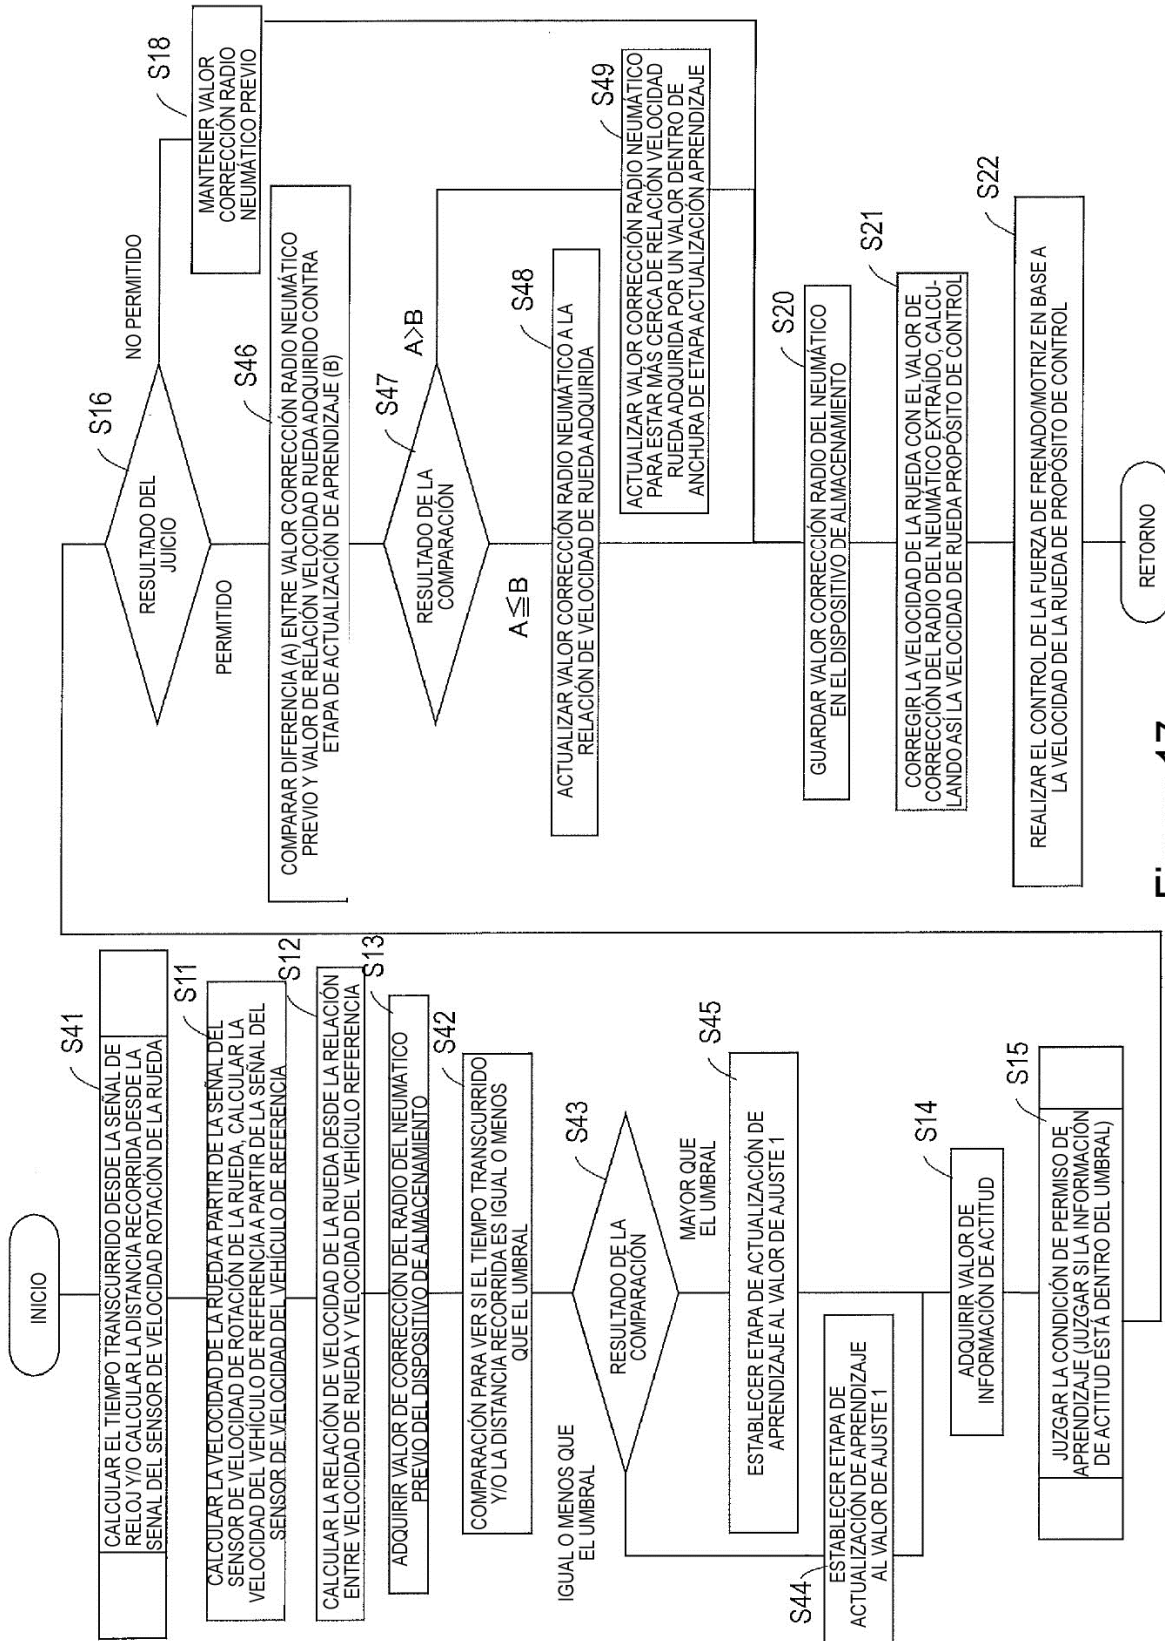 INICIO
S41
CALCULAR EL TIEMPO TRANSCURRIDO DESDE LA SEÑAL DE
RELOJ Y/O CALCULAR LA DISTANCIA RECORRIDA DESDE LA
SEÑAL DEL SENSOR DE VELOCIDAD ROTACIÓN DE LA RUEDA
S11
CALCULAR LA VELOCIDAD DE LA RUEDA A PARTIR DE LA SEÑAL DEL
SENSOR DE VELOCIDAD DE ROTACIÓN DE LA RUEDA, CALCULAR LA
VELOCIDAD DEL VEHÍCULO DE REFERENCIA A PARTIR DE LA SEÑAL DEL
SENSOR DE VELOCIDAD DEL VEHÍCULO DE REFERENCIA
S12
CALCULAR LA RELACIÓN DE VELOCIDAD DE LA RUEDA DESDE LA RELACIÓN
ENTRE VELOCIDAD DE RUEDA Y VELOCIDAD DEL VEHÍCULO REFERENCIA
S13
ADQUIRIR VALOR DE CORRECCIÓN DEL RADIO DEL NEUMÁTICO
PREVIO DEL DISPOSITIVO DE ALMACENAMIENTO
S42
COMPARACIÓN PARA VER SI EL TIEMPO TRANSCURRIDO
Y/O LA DISTANCIA RECORRIDA ES IGUAL O MENOS
QUE EL UMBRAL
S43
RESULTADO DE LA
COMPARACIÓN
IGUAL O MENOS QUE
EL UMBRAL
MAYOR QUE
EL UMBRAL
S45
ESTABLECER ETAPA DE ACTUALIZACIÓN DE
APRENDIZAJE AL VALOR DE AJUSTE 1
S44
ESTABLECER ETAPA DE
ACTUALIZACIÓN DE APRENDIZAJE
AL VALOR DE AJUSTE 1
S14
ADQUIRIR VALOR DE
INFORMACIÓN DE ACTITUD
S15
JUZGAR LA CONDICIÓN DE PERMISO DE
APRENDIZAJE (JUZGAR SI LA INFORMACIÓN
DE ACTITUD ESTÁ DENTRO DEL UMBRAL)
S16
RESULTADO DEL
JUICIO
NO PERMITIDO
PERMITIDO
S18
MANTENER VALOR
CORRECCIÓN RADIO
NEUMÁTICO PREVIO
S46
COMPARAR DIFERENCIA (A) ENTRE VALOR CORRECCIÓN RADIO NEUMÁTICO
PREVIO Y VALOR DE RELACIÓN VELOCIDAD RUEDA ADQUIRIDO CONTRA
ETAPA DE ACTUALIZACIÓN DE APRENDIZAJE (B)
S47
RESULTADO DE LA
COMPARACIÓN
A>B
A≦B
S48
ACTUALIZAR VALOR CORRECCIÓN RADIO NEUMÁTICO A LA
RELACIÓN DE VELOCIDAD DE RUEDA ADQUIRIDA
S49
ACTUALIZAR VALOR CORRECCIÓN RADIO NEUMÁTICO
PARA ESTAR MÁS CERCA DE RELACIÓN VELOCIDAD
RUEDA ADQUIRIDA POR UN VALOR DENTRO DE
ANCHURA DE ETAPA ACTUALIZACIÓN APRENDIZAJE
S20
GUARDAR VALOR CORRECCIÓN RADIO DEL NEUMÁTICO
EN EL DISPOSITIVO DE ALMACENAMIENTO
S21
CORREGIR LA VELOCIDAD DE LA RUEDA CON EL VALOR DE
CORRECCIÓN DEL RADIO DEL NEUMÁTICO EXTRAÍDO, CALCU-
LANDO ASÍ LA VELOCIDAD DE RUEDA PROPÓSITO DE CONTROL
S22
REALIZAR EL CONTROL DE LA FUERZA DE FRENADO/MOTRIZ EN BASE A
LA VELOCIDAD DE LA RUEDA DE PROPÓSITO DE CONTROL
RETORNO